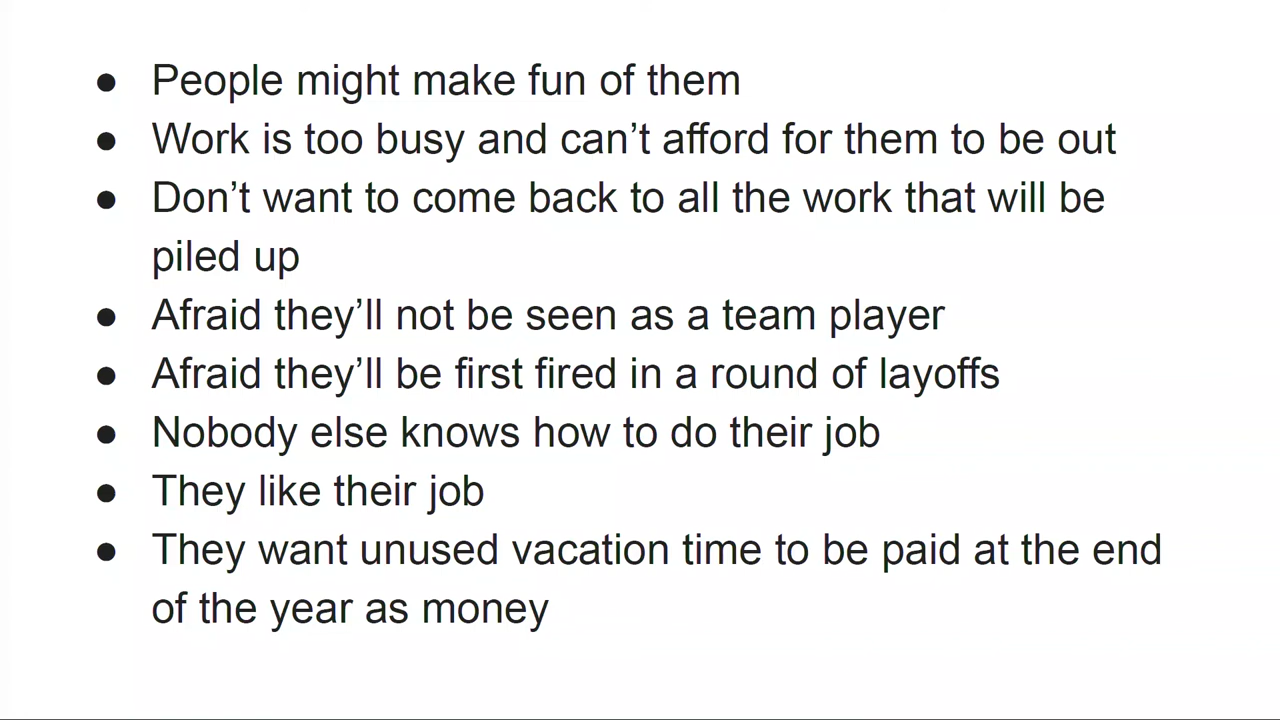 ● People might make fun of them
● Work is too busy and can’t afford for them to be out
● Don’t want to come back to all the work that will be
piled up
● Afraid they’ll not be seen as a team player
● Afraid they’ll be first fired in a round of layoffs
● Nobody else knows how to do their job
● They like their job
● They want unused vacation time to be paid at the end
of the year as money